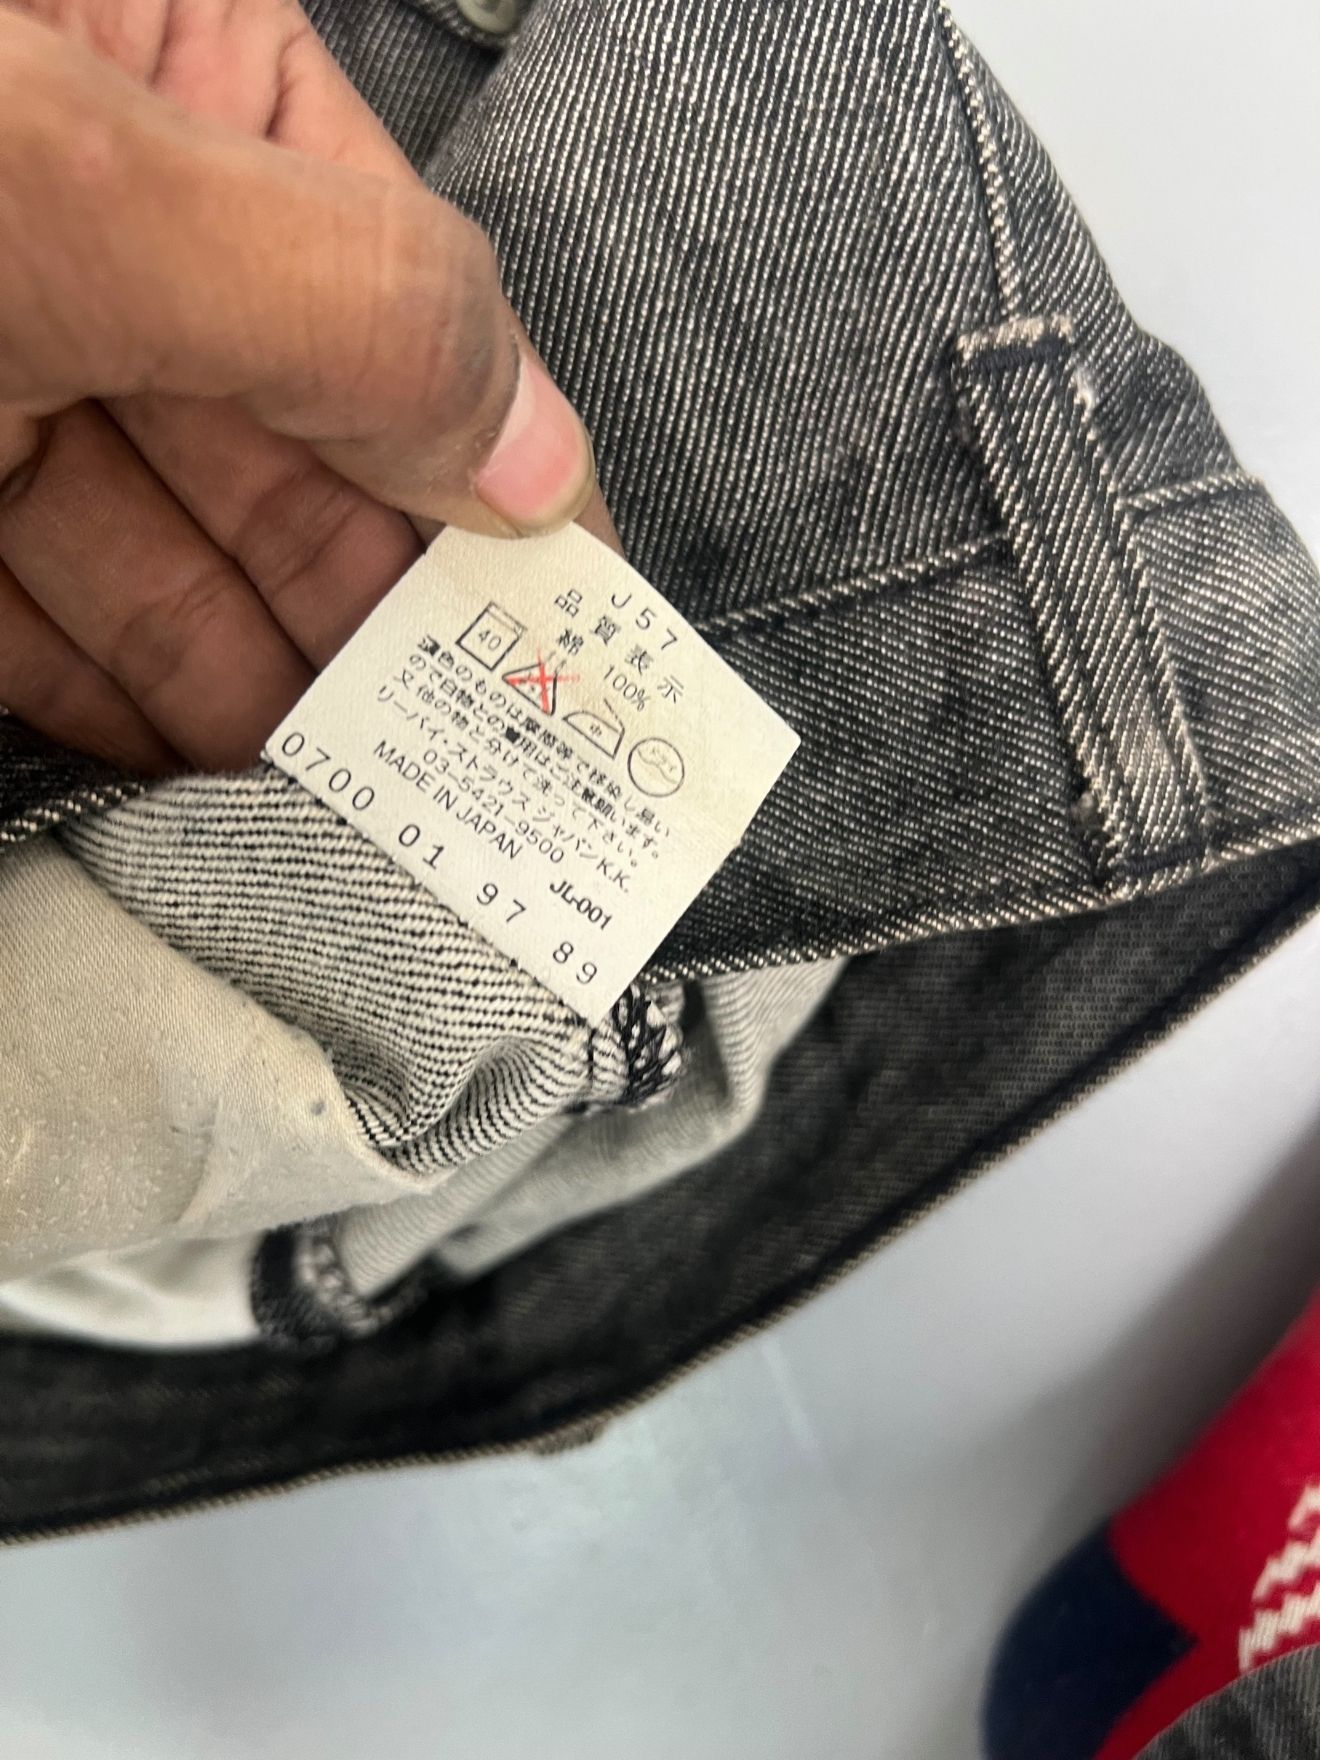 J57
品質表示
綿 100%
40
中
濃色のものは摩擦等で移染し易い
ので白物との着用はご注意願います。
又他の物と分けて洗って下さい。
リーバイ・ストラウス ジャパンK.K.
03-5421-9500
MADE IN JAPAN
JL-001
0700 01 97 89